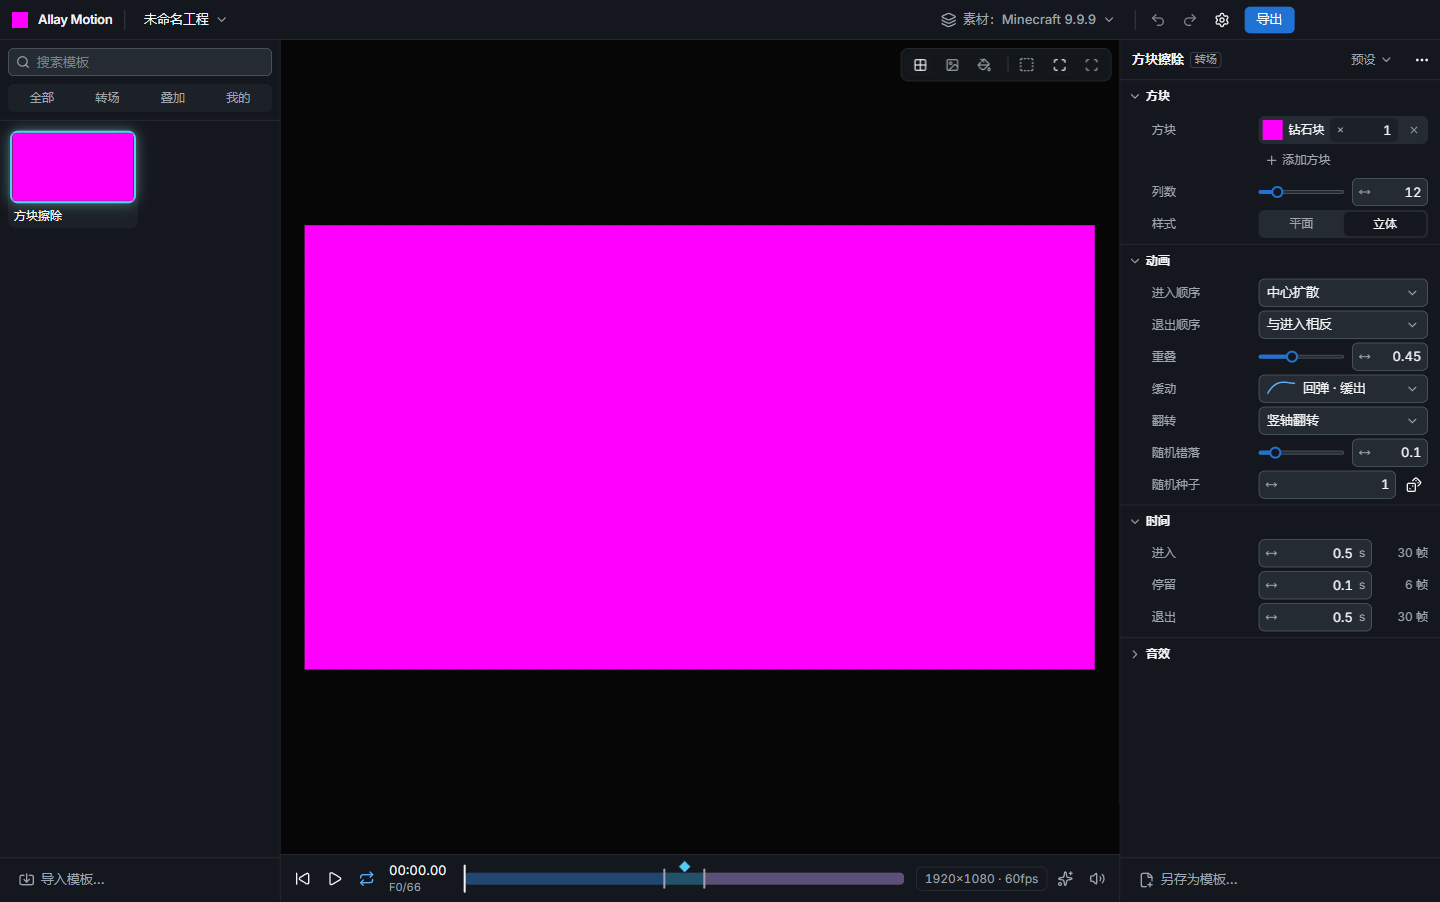 Allay Motion
未命名工程
素材：Minecraft 9.9.9
导出
搜索模板
全部
转场
叠加
我的
方块擦除
导入模板...
00:00.00
F0/66
1920×1080 · 60fps
方块擦除
转场
预设
方块
方块
钻石块
×
1
添加方块
列数
12
样式
平面
立体
动画
进入顺序
中心扩散
退出顺序
与进入相反
重叠
0.45
缓动
回弹 · 缓出
翻转
竖轴翻转
随机错落
0.1
随机种子
1
时间
进入
0.5 s
30 帧
停留
0.1 s
6 帧
退出
0.5 s
30 帧
音效
另存为模板...